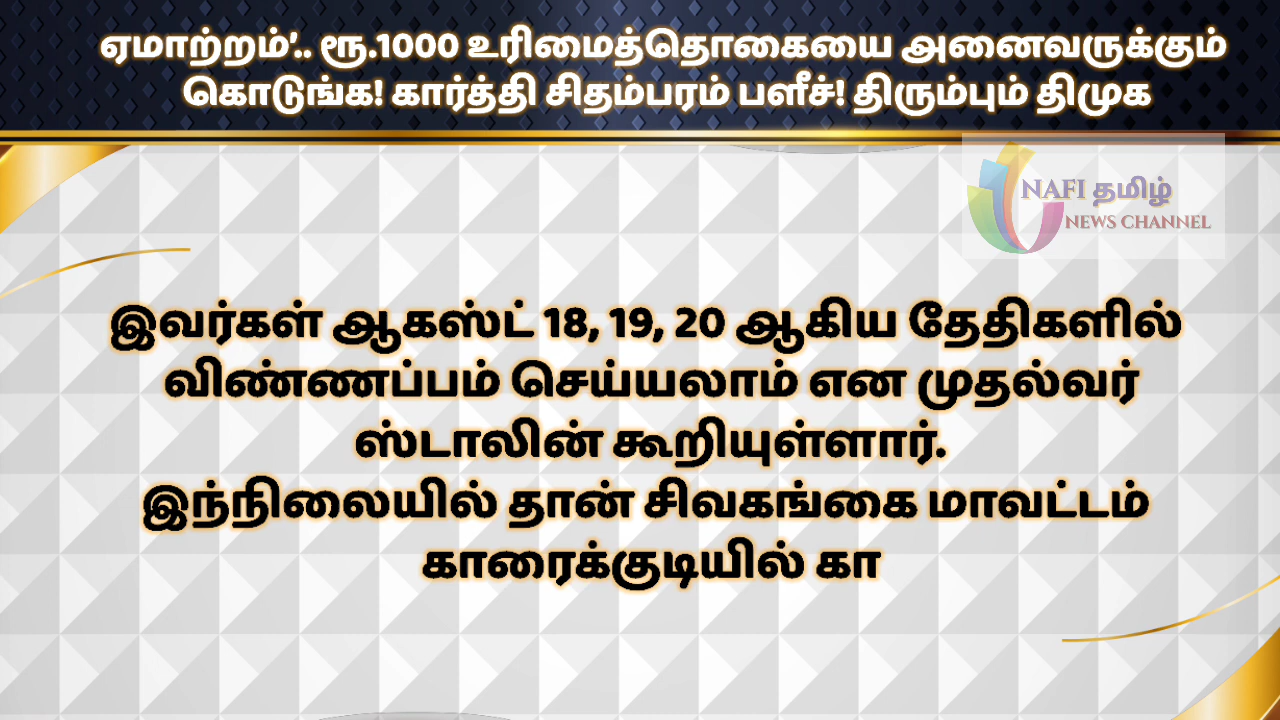 ஏமாற்றம்'.. ரூ.1000 உரிமைத்தொகையை அனைவருக்கும்
கொடுங்க! கார்த்தி சிதம்பரம் பளீச்! திரும்பும் திமுக
NAFI தமிழ்
NEWS CHANNEL
இவர்கள் ஆகஸ்ட் 18, 19, 20 ஆகிய தேதிகளில்
விண்ணப்பம் செய்யலாம் என முதல்வர்
ஸ்டாலின் கூறியுள்ளார்.
இந்நிலையில் தான் சிவகங்கை மாவட்டம்
காரைக்குடியில் கா